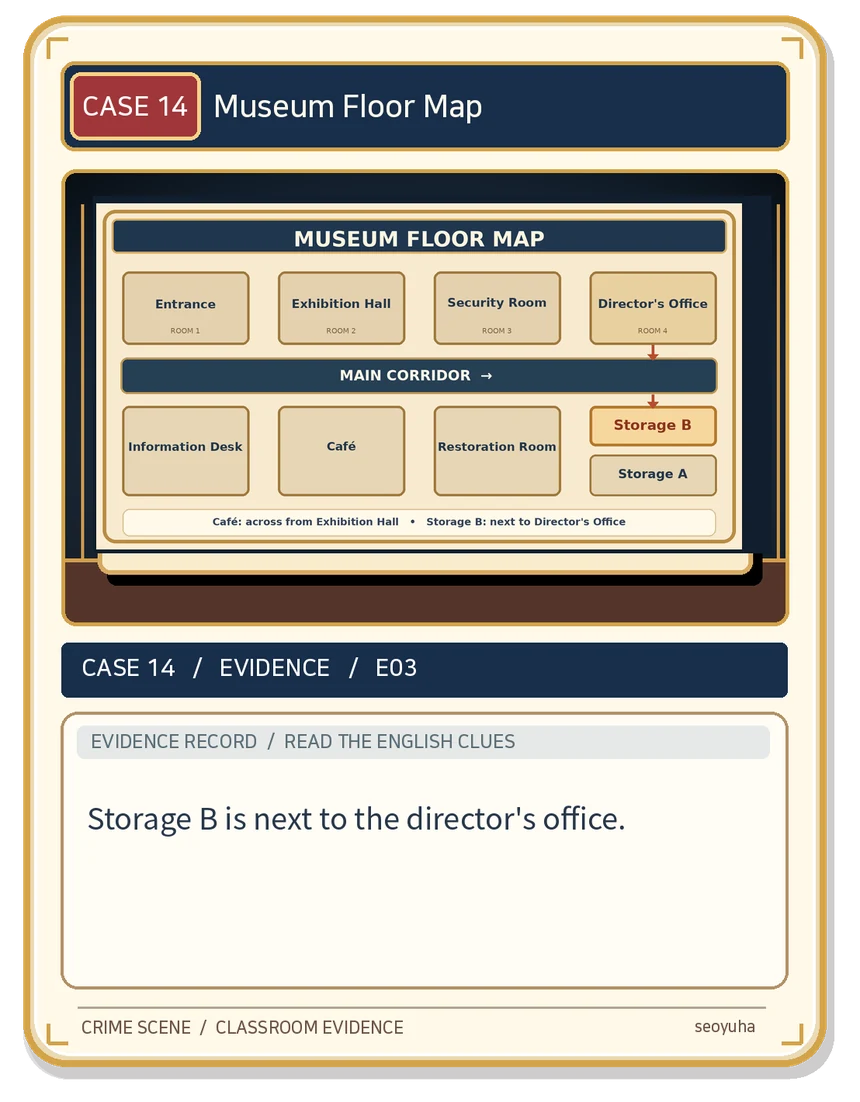 CASE 14 Museum Floor Map
MUSEUM FLOOR MAP
Entrance Exhibition Hall Security Room Director's Office
ROOM 1 ROOM 2 ROOM 3 ROOM 4
MAIN CORRIDOR →
Storage B
Information Desk Café Restoration Room
Storage A
Café: across from Exhibition Hall • Storage B: next to Director's Office
CASE 14 / EVIDENCE / E03
EVIDENCE RECORD / READ THE ENGLISH CLUES
Storage B is next to the director's office.
CRIME SCENE / CLASSROOM EVIDENCE seoyuha